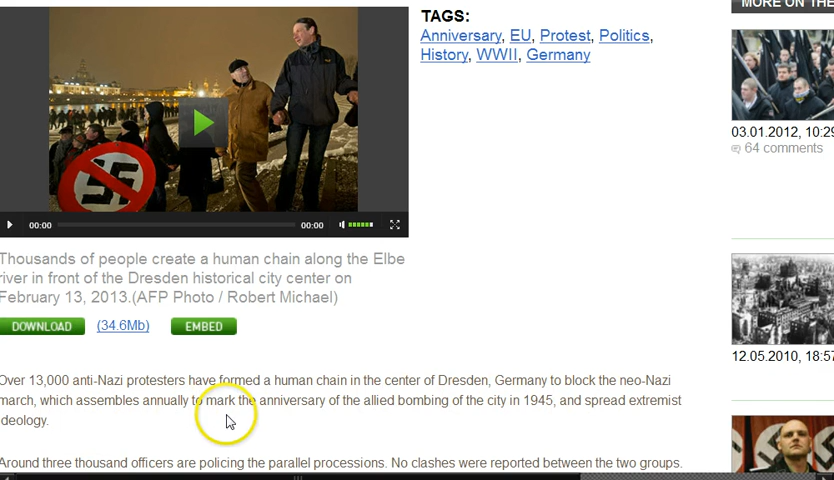 MORE ON THE
TAGS:
Anniversary, EU, Protest, Politics,
History, WWII, Germany
00:00 00:00
03.01.2012, 10:29
64 comments
Thousands of people create a human chain along the Elbe
river in front of the Dresden historical city center on
February 13, 2013.(AFP Photo / Robert Michael)
DOWNLOAD (34.6Mb) EMBED
12.05.2010, 18:57
Over 13,000 anti-Nazi protesters have formed a human chain in the center of Dresden, Germany to block the neo-Nazi
march, which assembles annually to mark the anniversary of the allied bombing of the city in 1945, and spread extremist
ideology.
Around three thousand officers are policing the parallel processions. No clashes were reported between the two groups.